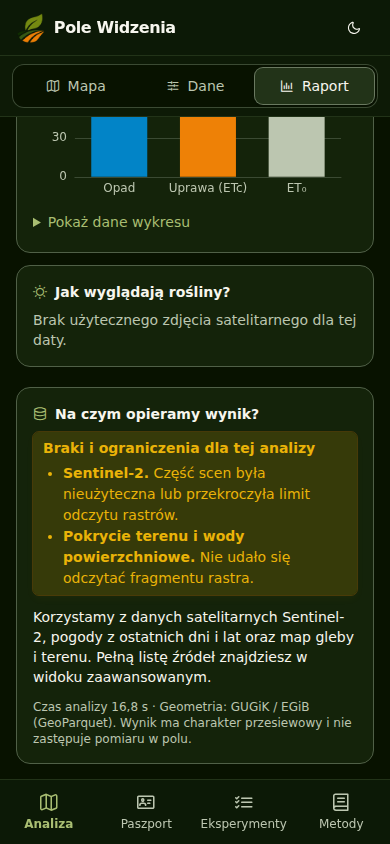 Pole Widzenia
Mapa
Dane
Raport
30
0
Opad
Uprawa (ETc)
ET₀
▶ Pokaż dane wykresu
Jak wyglądają rośliny?
Brak użytecznego zdjęcia satelitarnego dla tej
daty.
Na czym opieramy wynik?
Braki i ograniczenia dla tej analizy
• Sentinel-2. Część scen była
nieużyteczna lub przekroczyła limit
odczytu rastrów.
• Pokrycie terenu i wody
powierzchniowe. Nie udało się
odczytać fragmentu rastra.
Korzystamy z danych satelitarnych Sentinel-
2, pogody z ostatnich dni i lat oraz map gleby
i terenu. Pełną listę źródeł znajdziesz w
widoku zaawansowanym.
Czas analizy 16,8 s · Geometria: GUGiK / EGiB
(GeoParquet). Wynik ma charakter przesiewowy i nie
zastępuje pomiaru w polu.
Analiza
Paszport
Eksperymenty
Metody